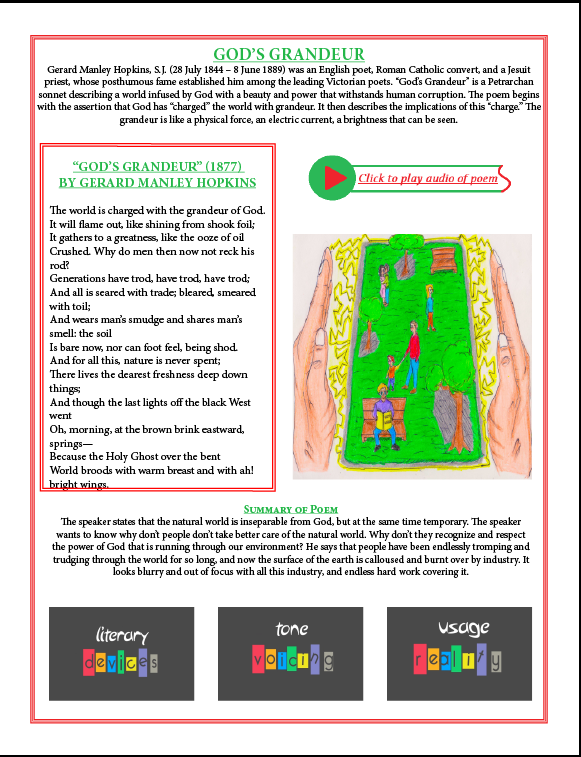 GOD'S GRANDEUR
Gerard Manley Hopkins, S.J. (28 July 1844 – 8 June 1889) was an English poet, Roman Catholic convert, and a Jesuit
priest, whose posthumous fame established him among the leading Victorian poets. "God's Grandeur" is a Petrarchan
sonnet describing a world infused by God with a beauty and power that withstands human corruption. The poem begins
with the assertion that God has "charged" the world with grandeur. It then describes the implications of this "charge." The
grandeur is like a physical force, an electric current, a brightness that can be seen.
"GOD'S GRANDEUR" (1877)
BY GERARD MANLEY HOPKINS
The world is charged with the grandeur of God.
It will flame out, like shining from shook foil;
It gathers to a greatness, like the ooze of oil
Crushed. Why do men then now not reck his
rod?
Generations have trod, have trod, have trod;
And all is seared with trade; bleared, smeared
with toil;
And wears man's smudge and shares man's
smell: the soil
Is bare now, nor can foot feel, being shod.
And for all this, nature is never spent;
There lives the dearest freshness deep down
things;
And though the last lights off the black West
went
Oh, morning, at the brown brink eastward,
springs—
Because the Holy Ghost over the bent
World broods with warm breast and with ah!
bright wings.
Click to play audio of poem
Summary of Poem
The speaker states that the natural world is inseparable from God, but at the same time temporary. The speaker
wants to know why don't people don't take better care of the natural world. Why don't they recognize and respect
the power of God that is running through our environment? He says that people have been endlessly tromping and
trudging through the world for so long, and now the surface of the earth is calloused and burnt over by industry. It
looks blurry and out of focus with all this industry, and endless hard work covering it.
literary
devices
tone
voicing
usage
reality